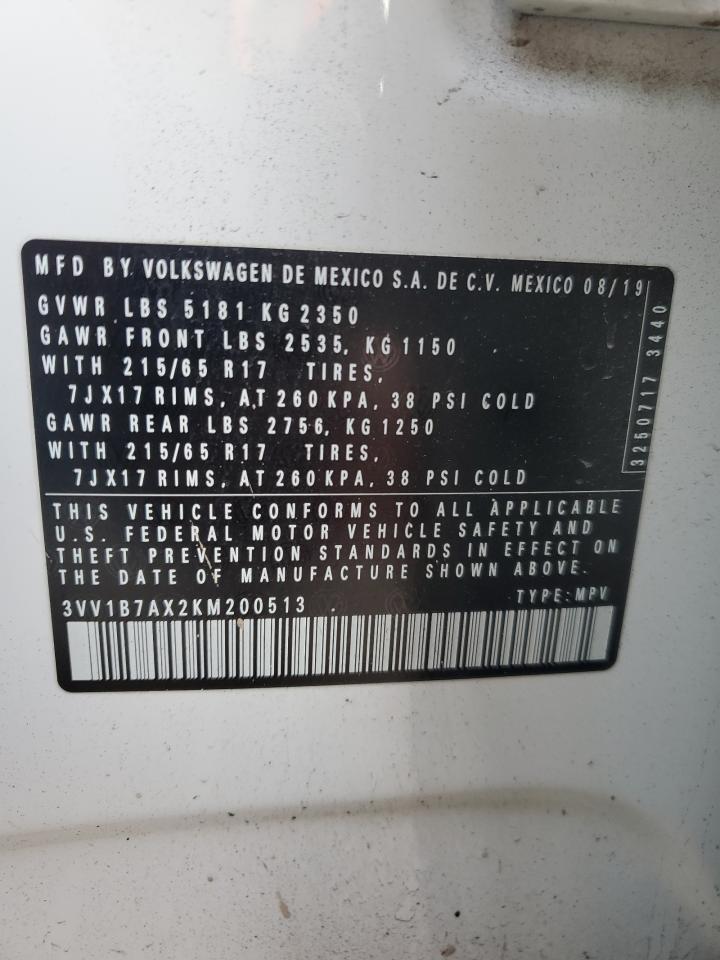 MFD BY VOLKSWAGEN DE MEXICO S.A. DE C.V. MEXICO 08/19
GVWR LBS 5181 KG 2350
GAWR FRONT LBS 2535, KG 1150
WITH 215/65 R17 TIRES,
7JX17 RIMS, AT 260 KPA, 38 PSI COLD
GAWR REAR LBS 2756, KG 1250
WITH 215/65 R17 TIRES,
7JX17 RIMS, AT 260 KPA, 38 PSI COLD
3250717 3440
THIS VEHICLE CONFORMS TO ALL APPLICABLE
U.S. FEDERAL MOTOR VEHICLE SAFETY AND
THEFT PREVENTION STANDARDS IN EFFECT ON
THE DATE OF MANUFACTURE SHOWN ABOVE.
3VV1B7AX2KM200513 TYPE: MPV